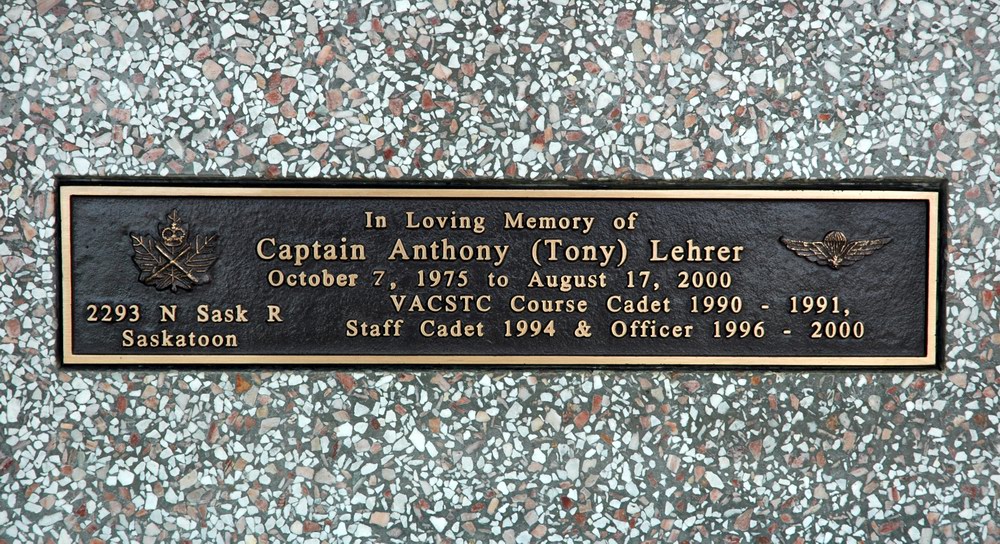 In Loving Memory of
Captain Anthony (Tony) Lehrer
October 7, 1975 to August 17, 2000
VACSTC Course Cadet 1990 - 1991,
Staff Cadet 1994 & Officer 1996 - 2000
2293 N Sask R
Saskatoon